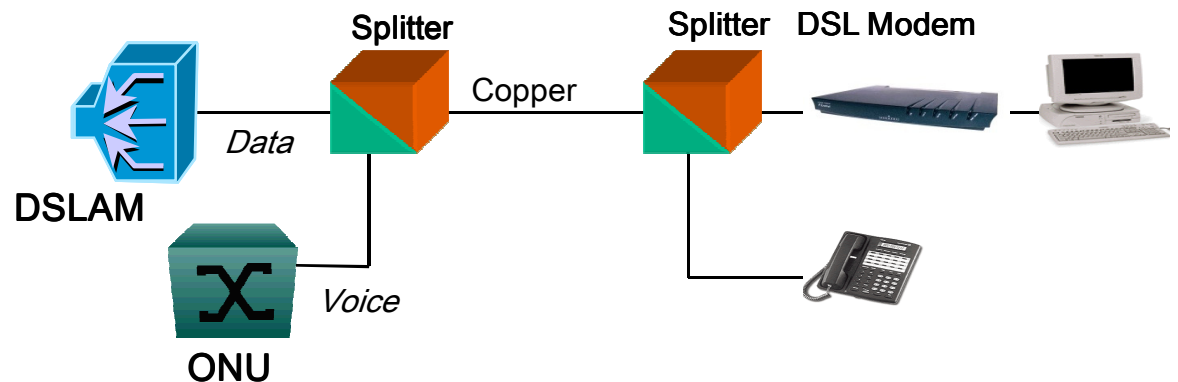 Splitter
Splitter
DSL Modem
Copper
Data
DSLAM
Voice
ONU